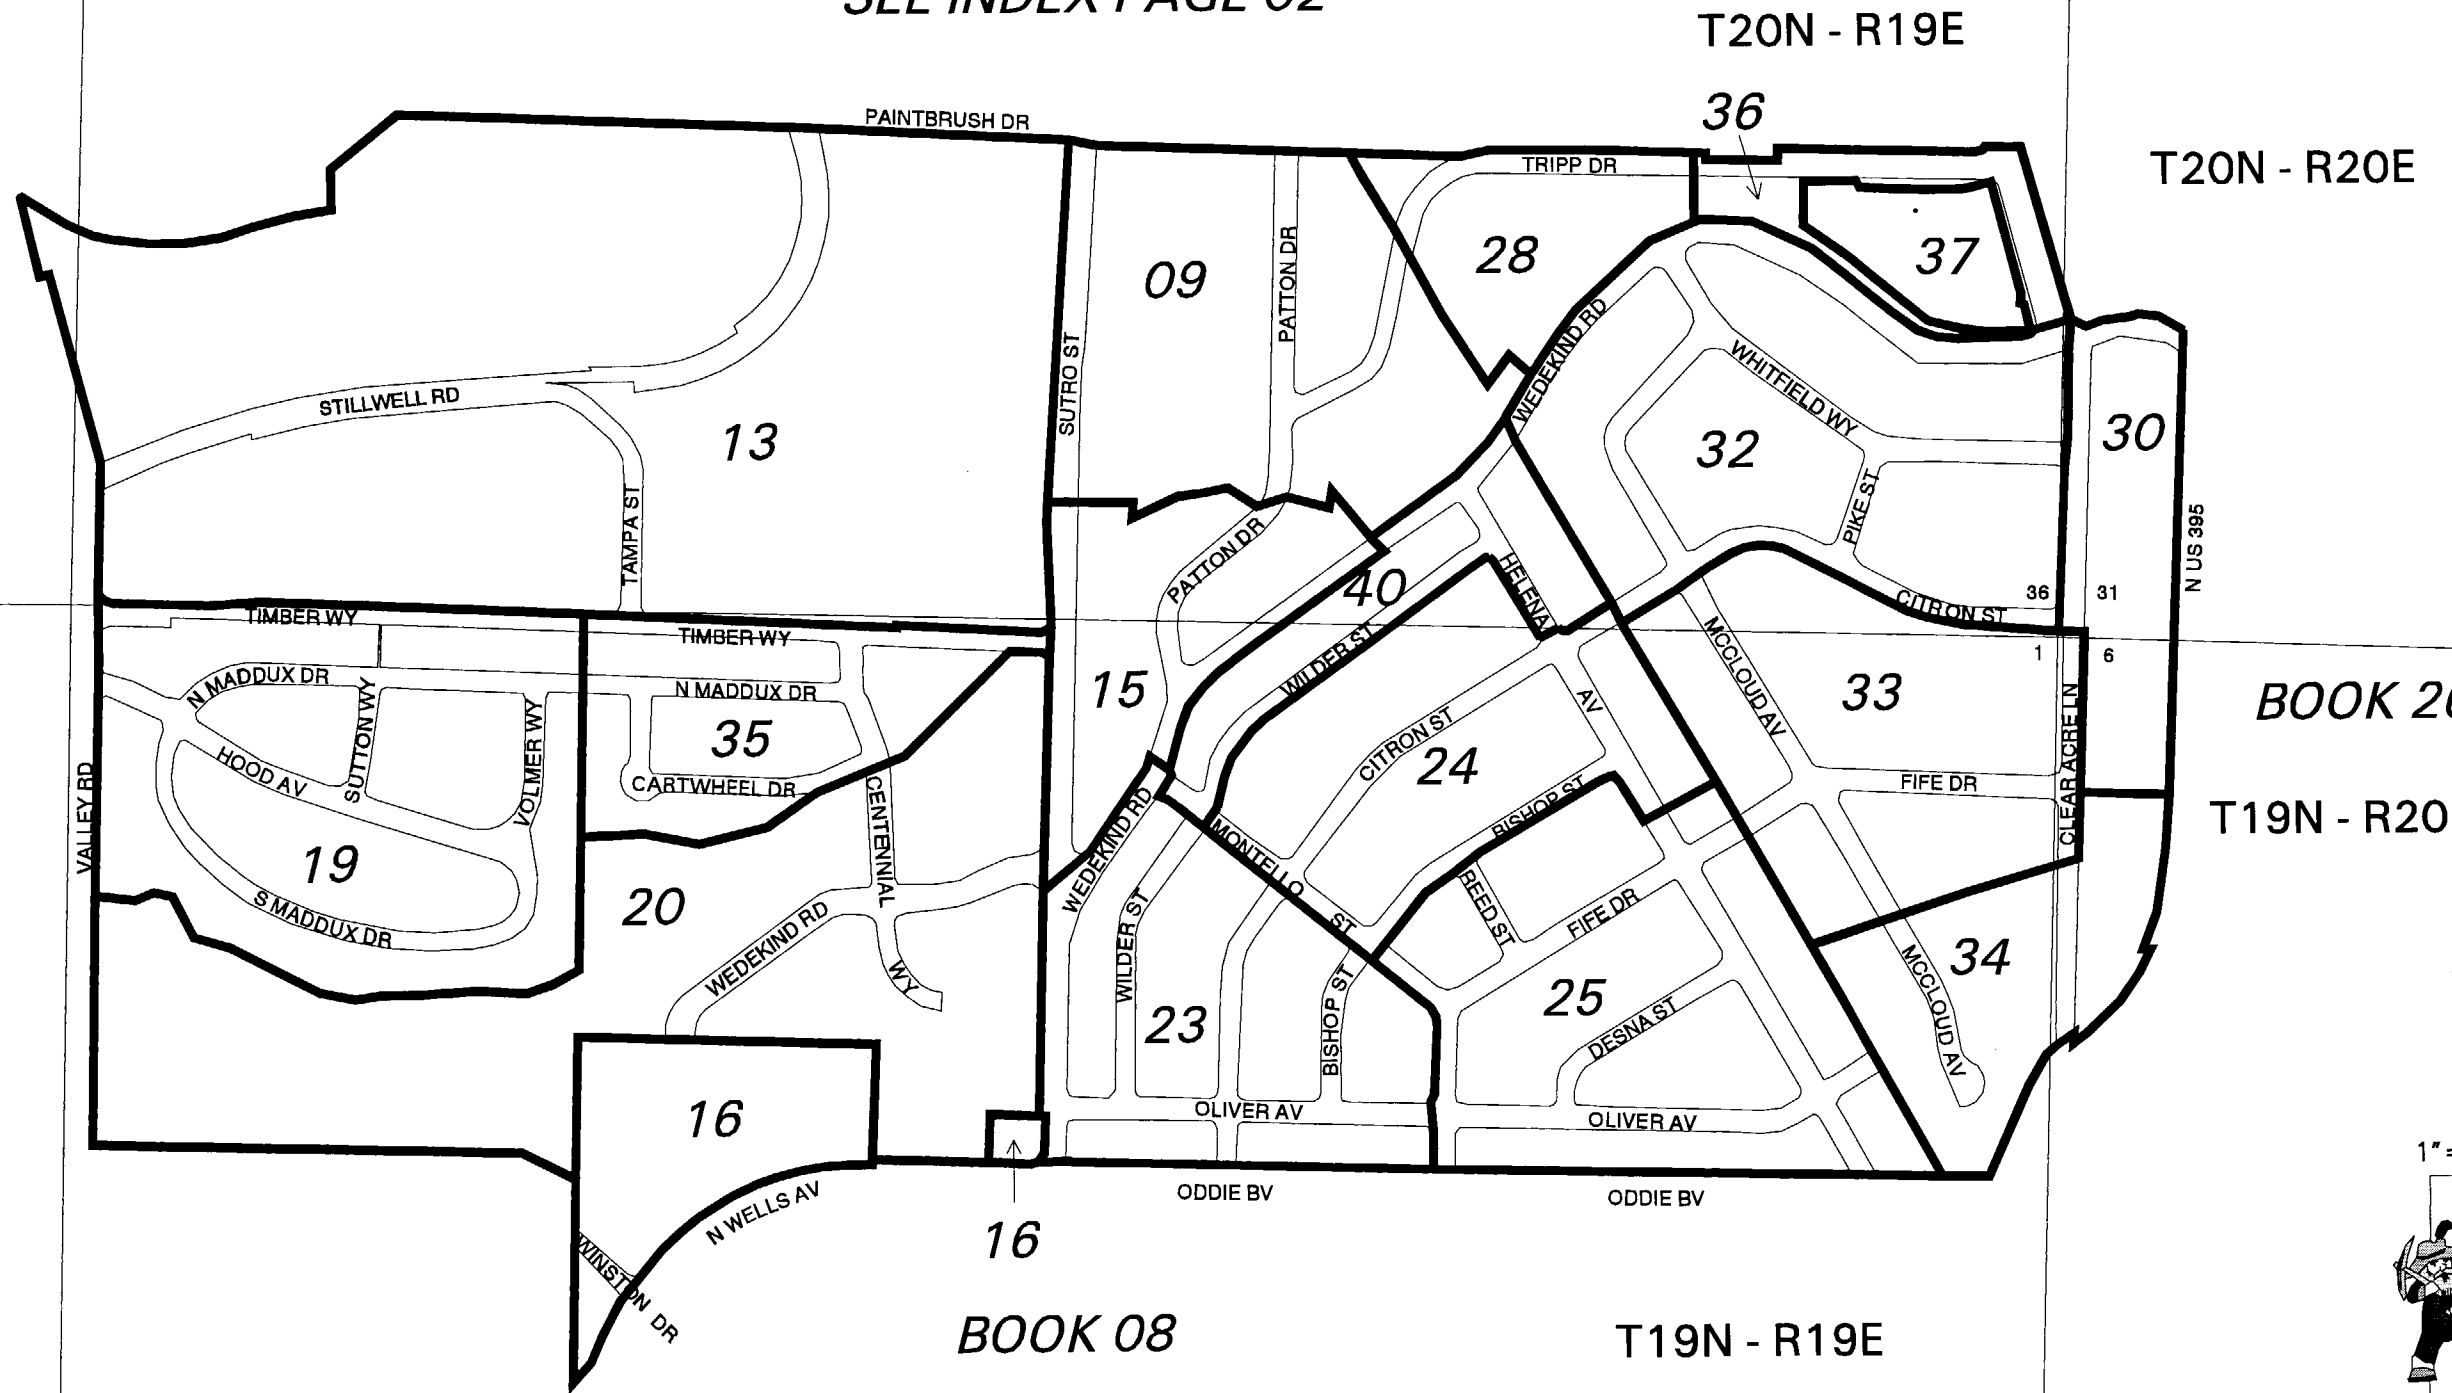 SEE INDEX PAGE 02
T20N - R19E
36
PAINTBRUSH DR
TRIPP DR
T20N - R20E
09
PATTON DR
28
37
SUTRO ST
WEDEKIND RD
WHITFIELD WY
STILLWELL RD
13
32
30
PIKE ST
TAMPA ST
PATTON DR
N US 395
HELENA
40
36
31
CITRON ST
TIMBER WY
TIMBER WY
WILDER ST
1
6
MCCLOUD AV
N MADDUX DR
N MADDUX DR
15
AV
33
BOOK 20
SUTTON WY
VOLMER WY
35
CITRON ST
24
CLEAR ACRE LN
HOOD AV
CARTWHEEL DR
FIFE DR
BISHOP ST
T19N - R20
VALLEY RD
CENTENNIAL
WEDEKIND RD
MONTELLO
ST
19
20
REED ST
FIFE DR
S MADDUX DR
WEDEKIND RD
WILDER ST
34
MCCLOUD AV
WY
BISHOP ST
25
23
DESNA ST
16
OLIVER AV
OLIVER AV
1" =
N WELLS AV
ODDIE BV
ODDIE BV
16
WINSTON DR
BOOK 08
T19N - R19E